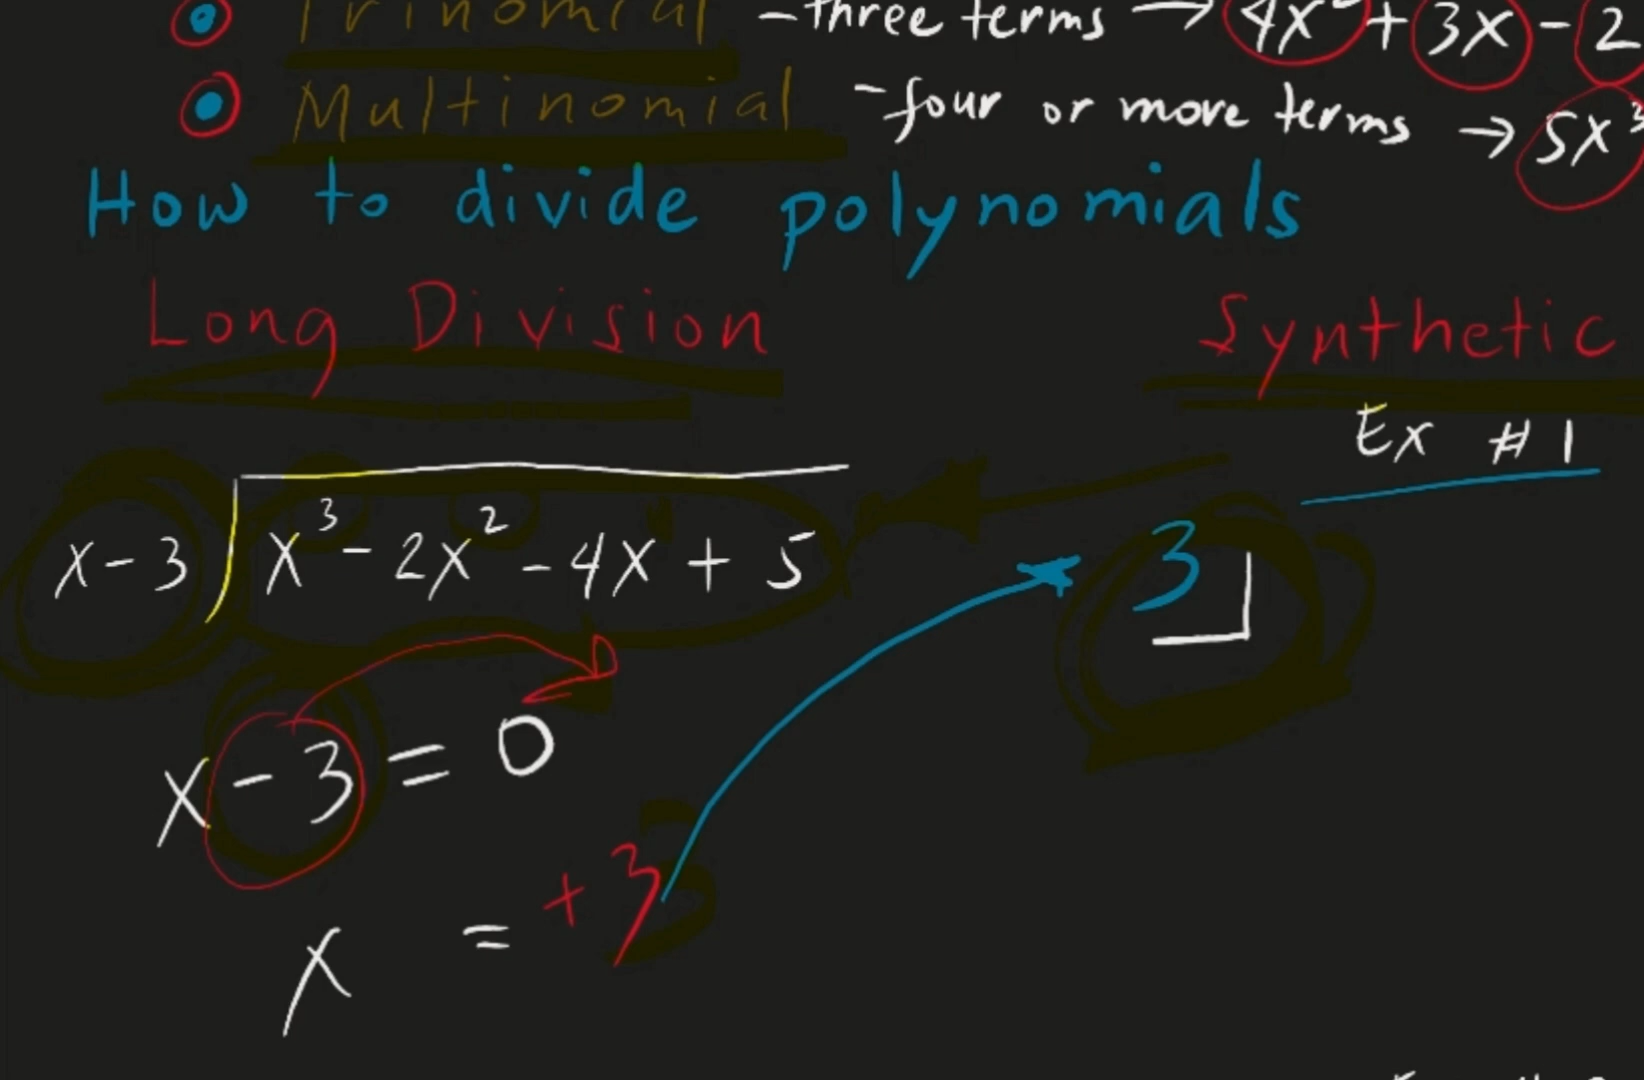 Trinomial - three terms → 4x² + 3x - 2
Multinomial - four or more terms → 5x³
How to divide polynomials
Long Division
Synthetic
Ex #1
x - 3 x³ - 2x² - 4x + 5
3
x - 3 = 0
x = +3